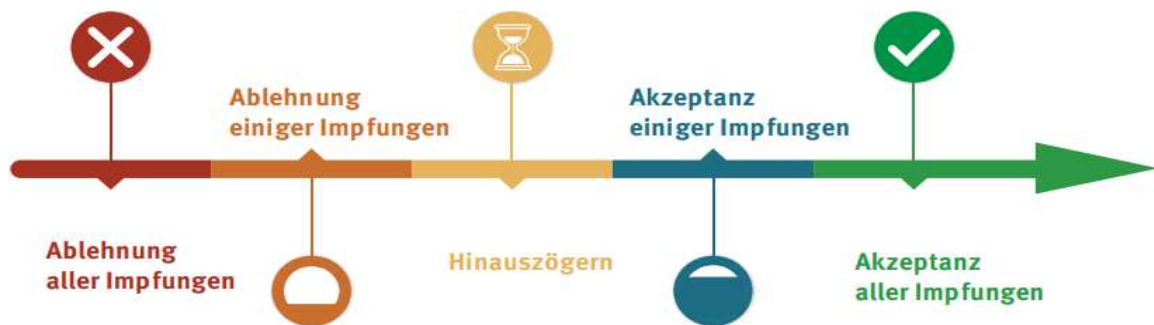 Ablehnung
einiger Impfungen
Akzeptanz
einiger Impfungen
Ablehnung
aller Impfungen
Hinauszögern
Akzeptanz
aller Impfungen